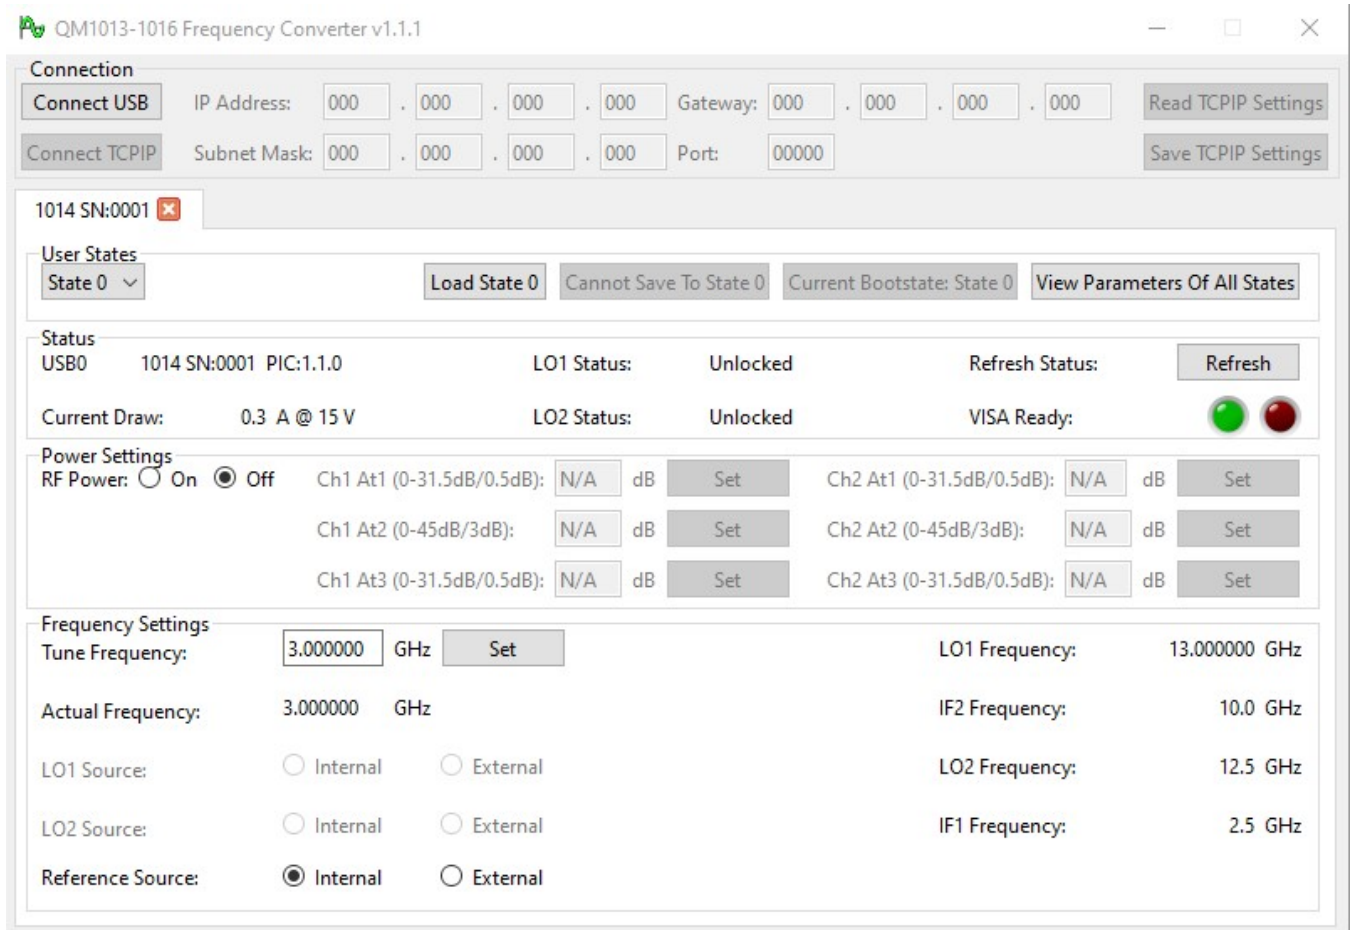 QM1013-1016 Frequency Converter v1.1.1
Connection
Connect USB IP Address: 000 . 000 . 000 . 000 Gateway: 000 . 000 . 000 . 000 Read TCPIP Settings
Connect TCPIP Subnet Mask: 000 . 000 . 000 . 000 Port: 00000 Save TCPIP Settings
1014 SN:0001
User States
State 0 Load State 0 Cannot Save To State 0 Current Bootstate: State 0 View Parameters Of All States
Status
USB0 1014 SN:0001 PIC:1.1.0 LO1 Status: Unlocked Refresh Status: Refresh
Current Draw: 0.3 A @ 15 V LO2 Status: Unlocked VISA Ready:
Power Settings
RF Power: On Off Ch1 At1 (0-31.5dB/0.5dB): N/A dB Set Ch2 At1 (0-31.5dB/0.5dB): N/A dB Set
Ch1 At2 (0-45dB/3dB): N/A dB Set Ch2 At2 (0-45dB/3dB): N/A dB Set
Ch1 At3 (0-31.5dB/0.5dB): N/A dB Set Ch2 At3 (0-31.5dB/0.5dB): N/A dB Set
Frequency Settings
Tune Frequency: 3.000000 GHz Set LO1 Frequency: 13.000000 GHz
Actual Frequency: 3.000000 GHz IF2 Frequency: 10.0 GHz
LO1 Source: Internal External LO2 Frequency: 12.5 GHz
LO2 Source: Internal External IF1 Frequency: 2.5 GHz
Reference Source: Internal External